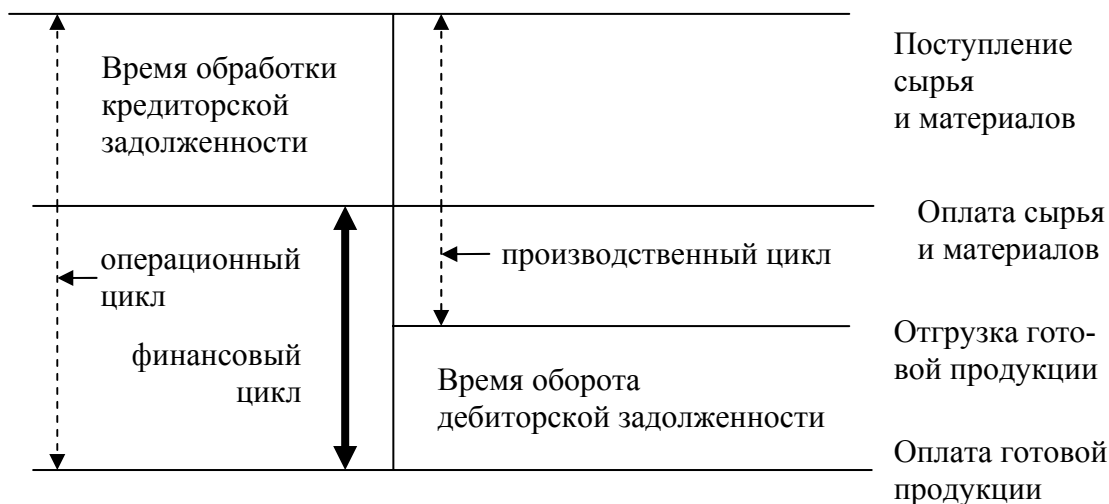 Время обработки
кредиторской
задолженности
Поступление
сырья
и материалов
Оплата сырья
и материалов
операционный
цикл
производственный цикл
финансовый
цикл
Отгрузка гото-
вой продукции
Время оборота
дебиторской задолженности
Оплата готовой
продукции